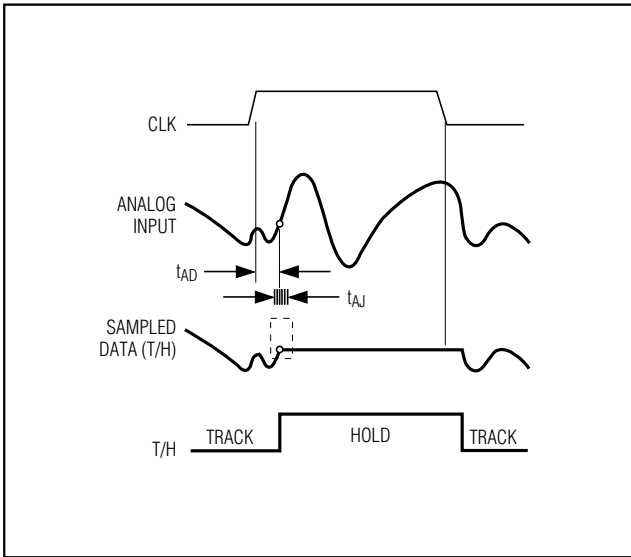 CLK
ANALOG
INPUT
tAD
tAJ
SAMPLED
DATA (T/H)
TRACK HOLD TRACK
T/H